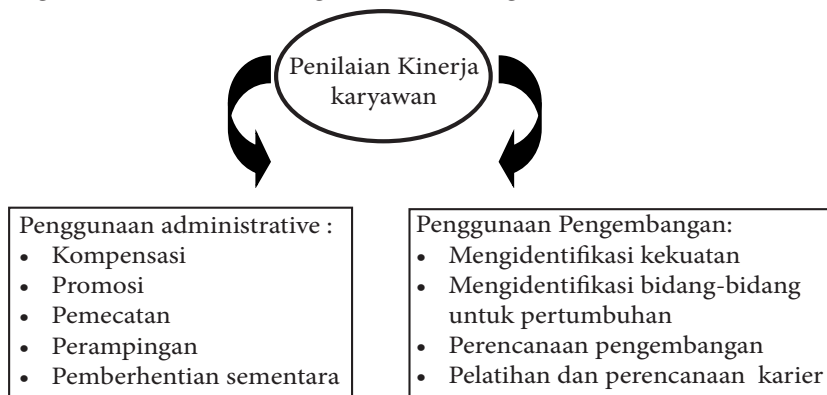 Penilaian Kinerja
karyawan
Penggunaan administrative :
• Kompensasi
• Promosi
• Pemecatan
• Perampingan
• Pemberhentian sementara
Penggunaan Pengembangan:
• Mengidentifikasi kekuatan
• Mengidentifikasi bidang-bidang
untuk pertumbuhan
• Perencanaan pengembangan
• Pelatihan dan perencanaan karier